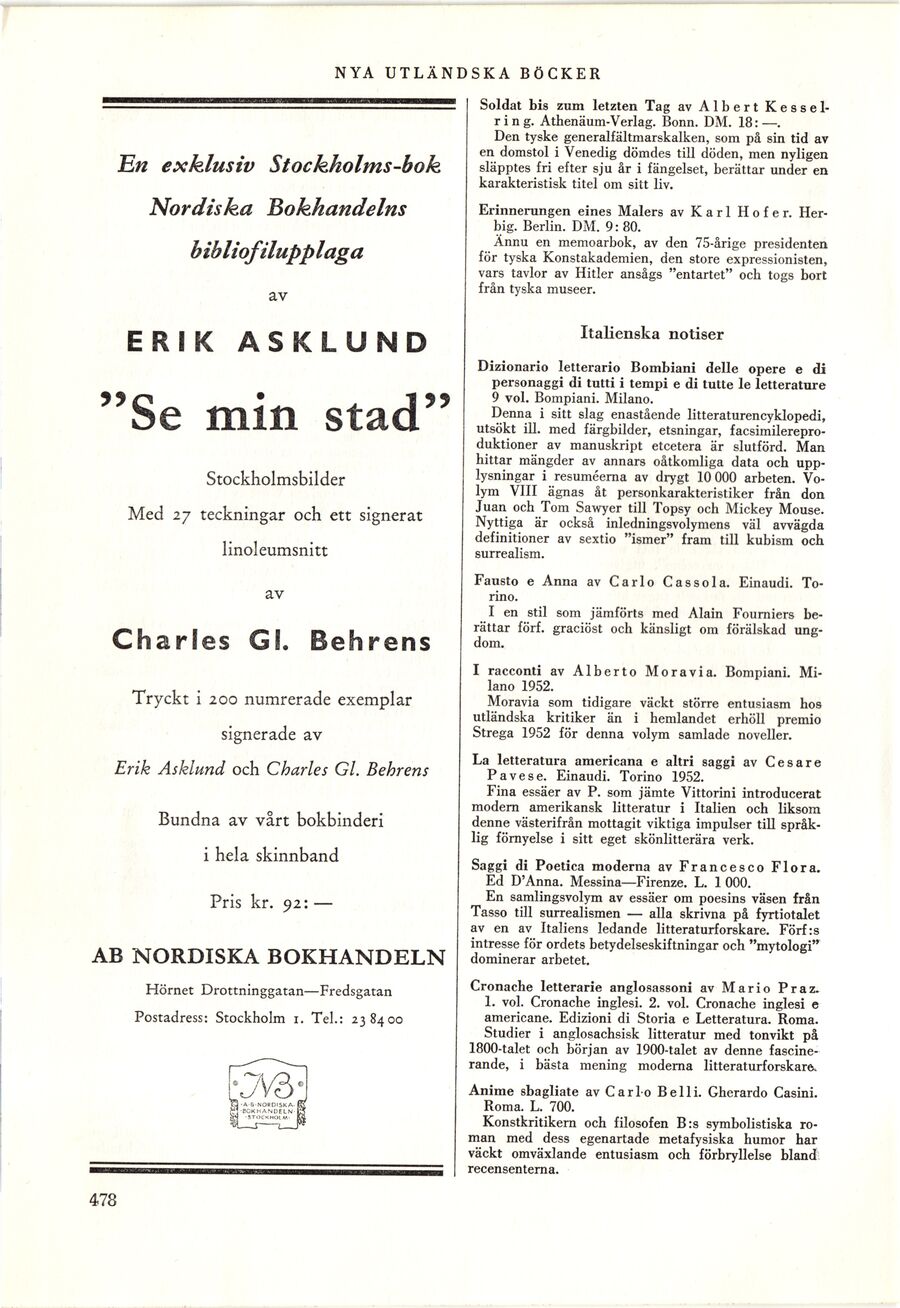 NYA UTLÄNDSKA BÖCKER
En exklusiv Stockholms-bok
Nordiska Bokhandelns
bibliofilupplaga
av
ERIK ASKLUND
”Se min stad”
Stockholmsbilder
Med 27 teckningar och ett signerat
linoleumsnitt
av
Charles Gl. Behrens
Tryckt i 200 numrerade exemplar
signerade av
Erik Asklund och Charles Gl. Behrens
Bundna av vårt bokbinderi
i hela skinnband
Pris kr. 92: —
AB NORDISKA BOKHANDELN
Hörnet Drottninggatan—Fredsgatan
Postadress: Stockholm 1. Tel.: 23 84 00
NB
·A·B·NORDISKA·
·BOKHANDELN·
·STOCKHOLM·
Soldat bis zum letzten Tag av Albert Kessel-
ring. Athenäum-Verlag. Bonn. DM. 18: —.
Den tyske generalfältmarskalken, som på sin tid av
en domstol i Venedig dömdes till döden, men nyligen
släpptes fri efter sju år i fängelset, berättar under en
karakteristisk titel om sitt liv.
Erinnerungen eines Malers av Karl Hofer. Her-
big. Berlin. DM. 9: 80.
Ännu en memoarbok, av den 75-årige presidenten
för tyska Konstakademien, den store expressionisten,
vars tavlor av Hitler ansågs ”entartet” och togs bort
från tyska museer.
Italienska notiser
Dizionario letterario Bombiani delle opere e di
personaggi di tutti i tempi e di tutte le letterature
9 vol. Bompiani. Milano.
Denna i sitt slag enastående litteraturencyklopedi,
utsökt ill. med färgbilder, etsningar, facsimilerepro-
duktioner av manuskript etcetera är slutförd. Man
hittar mängder av annars oåtkomliga data och upp-
lysningar i resuméerna av drygt 10 000 arbeten. Vo-
lym VIII ägnas åt personkarakteristiker från don
Juan och Tom Sawyer till Topsy och Mickey Mouse.
Nyttiga är också inledningsvolymens väl avvägda
definitioner av sextio ”ismer” fram till kubism och
surrealism.
Fausto e Anna av Carlo Cassola. Einaudi. To-
rino.
I en stil som jämförts med Alain Fourniers be-
rättar förf. graciöst och känsligt om förälskad ung-
dom.
I racconti av Alberto Moravia. Bompiani. Mi-
lano 1952.
Moravia som tidigare väckt större entusiasm hos
utländska kritiker än i hemlandet erhöll premio
Strega 1952 för denna volym samlade noveller.
La letteratura americana e altri saggi av Cesare
Pavese. Einaudi. Torino 1952.
Fina essäer av P. som jämte Vittorini introducerat
modern amerikansk litteratur i Italien och liksom
denne västerifrån mottagit viktiga impulser till språk-
lig förnyelse i sitt eget skönlitterära verk.
Saggi di Poetica moderna av Francesco Flora.
Ed D’Anna. Messina—Firenze. L. 1 000.
En samlingsvolym av essäer om poesins väsen från
Tasso till surrealismen — alla skrivna på fyrtiotalet
av en av Italiens ledande litteraturforskare. Förf:s
intresse för ordets betydelseskiftningar och ”mytologi”
dominerar arbetet.
Cronache letterarie anglosassoni av Mario Praz.
1. vol. Cronache inglesi. 2. vol. Cronache inglesi e
americane. Edizioni di Storia e Letteratura. Roma.
Studier i anglosachsisk litteratur med tonvikt på
1800-talet och början av 1900-talet av denne fascine-
rande, i bästa mening moderna litteraturforskare.
Anime sbagliate av Carlo Belli. Gherardo Casini.
Roma. L. 700.
Konstkritikern och filosofen B:s symbolistiska ro-
man med dess egenartade metafysiska humor har
väckt omväxlande entusiasm och förbryllelse bland
recensenterna.
478